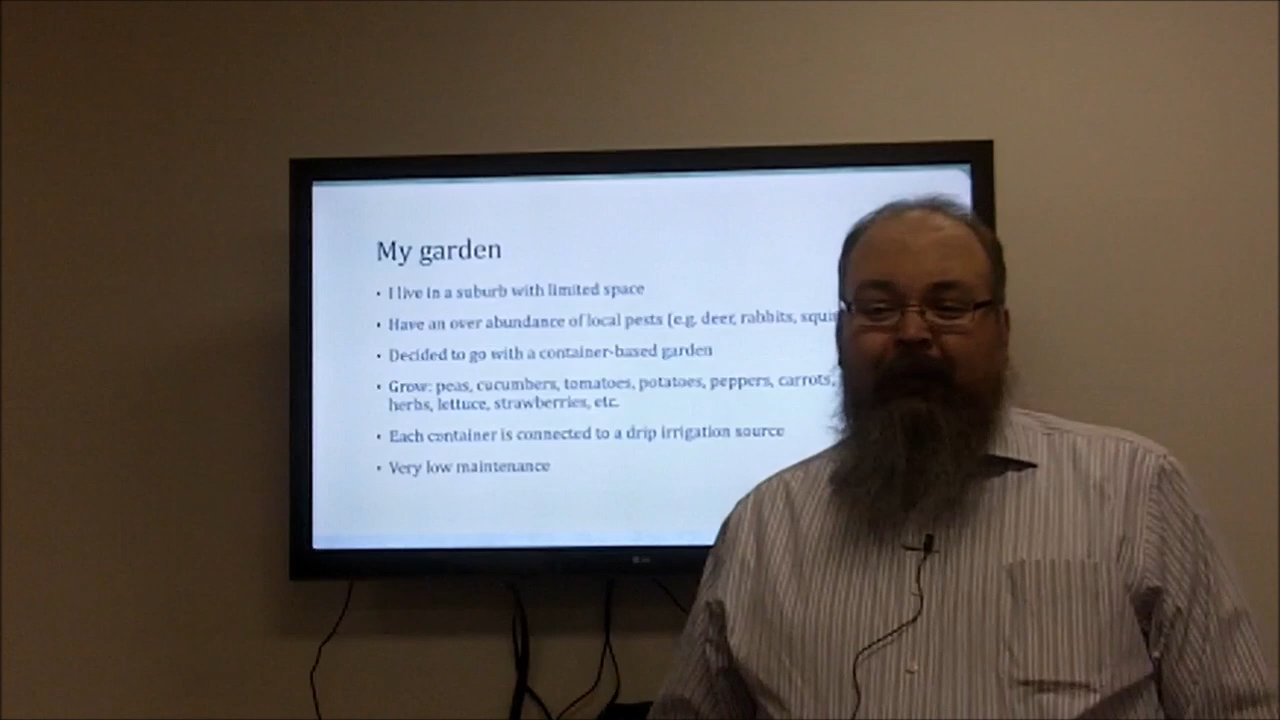 My garden
• I live in a suburb with limited space
• Have an over abundance of local pests (e.g. deer, rabbits,
• Decided to go with a container-based garden
• Grow: peas, cucumbers, tomatoes, potatoes, peppers, carrots,
herbs, lettuce, strawberries, etc.
• Each container is connected to a drip irrigation source
• Very low maintenance